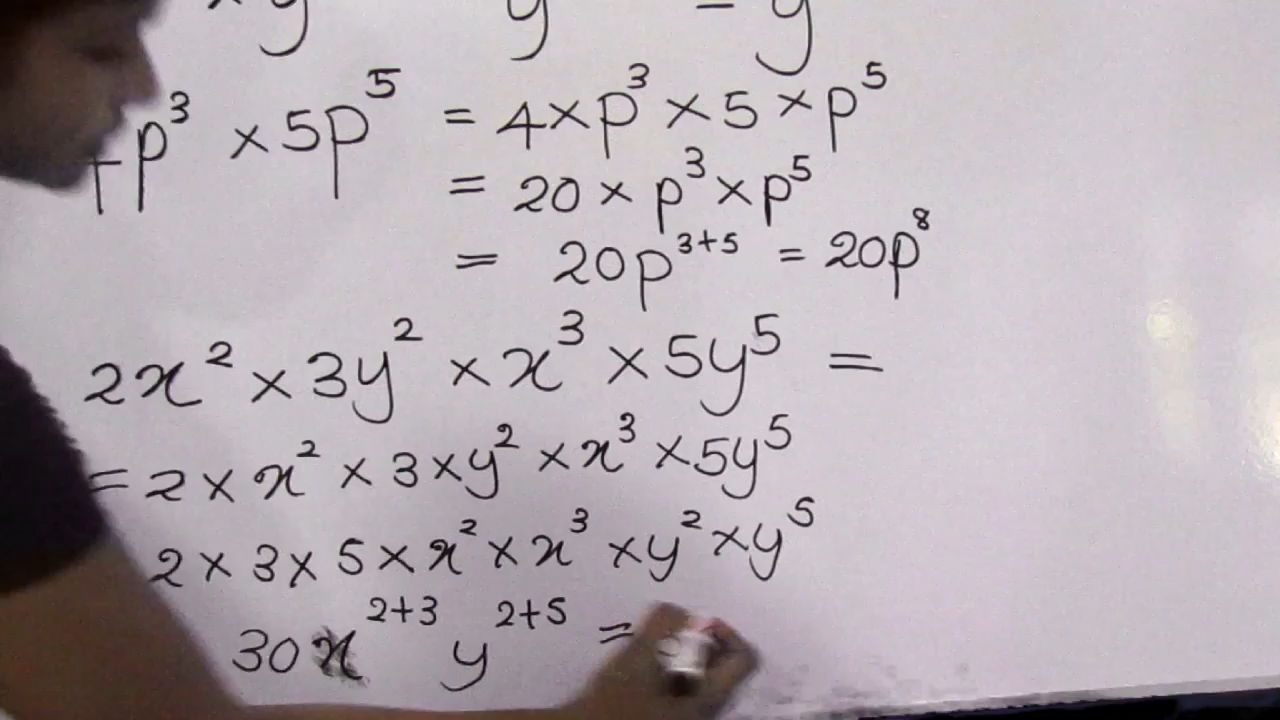 × y y = y
4p³ × 5p⁵ = 4 × p³ × 5 × p⁵
= 20 × p³ × p⁵
= 20p³⁺⁵ = 20p⁸
2x² × 3y² × x³ × 5y⁵ =
= 2 × x² × 3 × y² × x³ × 5y⁵
2 × 3 × 5 × x² × x³ × y² × y⁵
30x²⁺³ y²⁺⁵ =